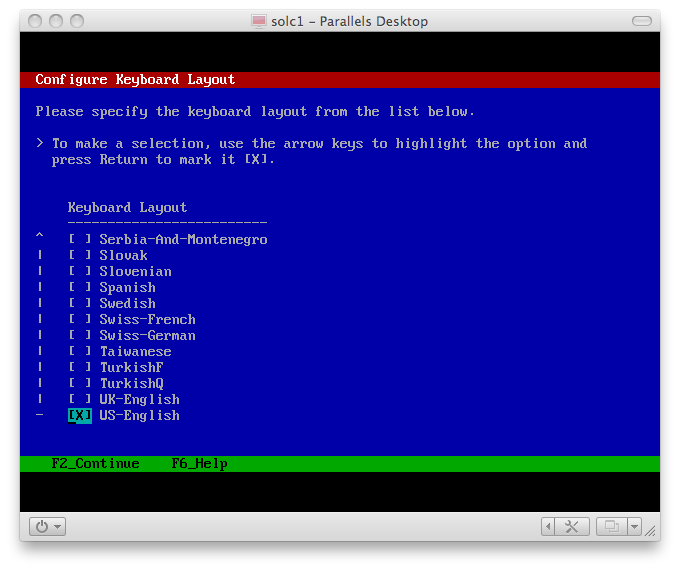 solc1 - Parallels Desktop
Configure Keyboard Layout
Please specify the keyboard layout from the list below.
> To make a selection, use the arrow keys to highlight the option and
press Return to mark it [X].
Keyboard Layout
-------------------------
^ [ ] Serbia-And-Montenegro
| [ ] Slovak
| [ ] Slovenian
| [ ] Spanish
| [ ] Swedish
| [ ] Swiss-French
| [ ] Swiss-German
| [ ] Taiwanese
| [ ] TurkishF
| [ ] TurkishQ
| [ ] UK-English
- [X] US-English
F2_Continue F6_Help